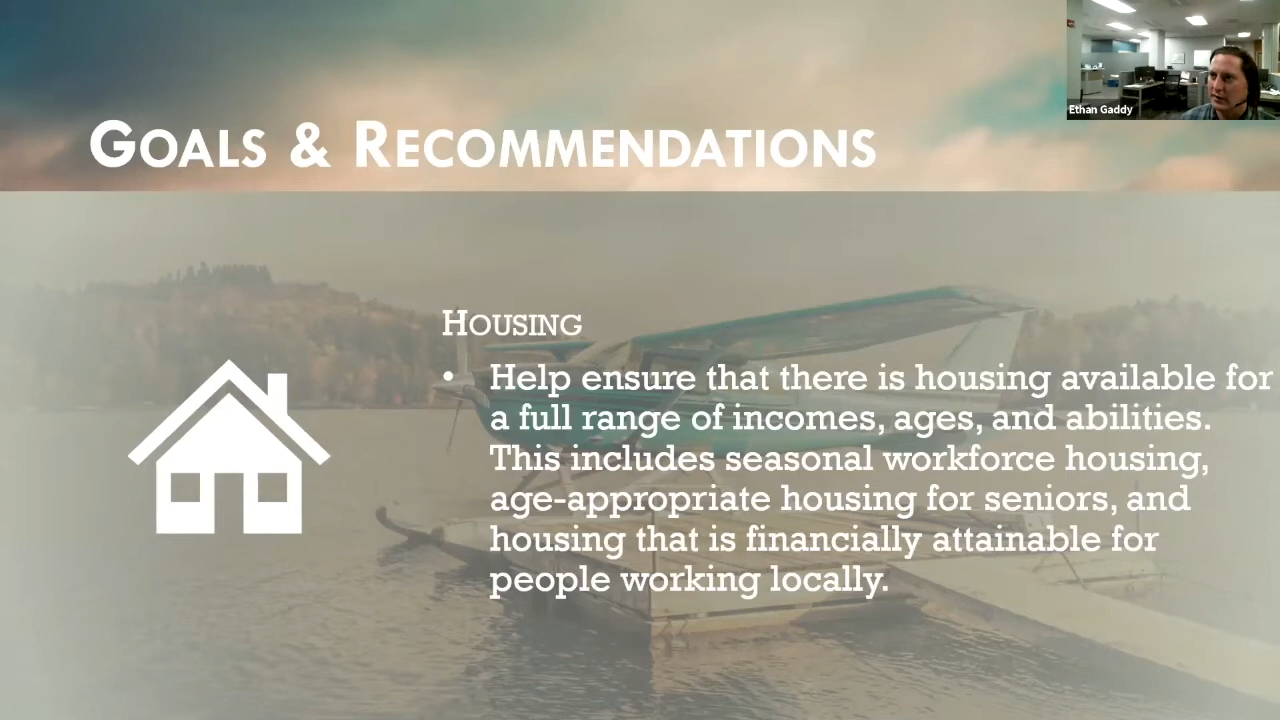 Ethan Gaddy
GOALS & RECOMMENDATIONS
HOUSING
• Help ensure that there is housing available for
a full range of incomes, ages, and abilities.
This includes seasonal workforce housing,
age-appropriate housing for seniors, and
housing that is financially attainable for
people working locally.